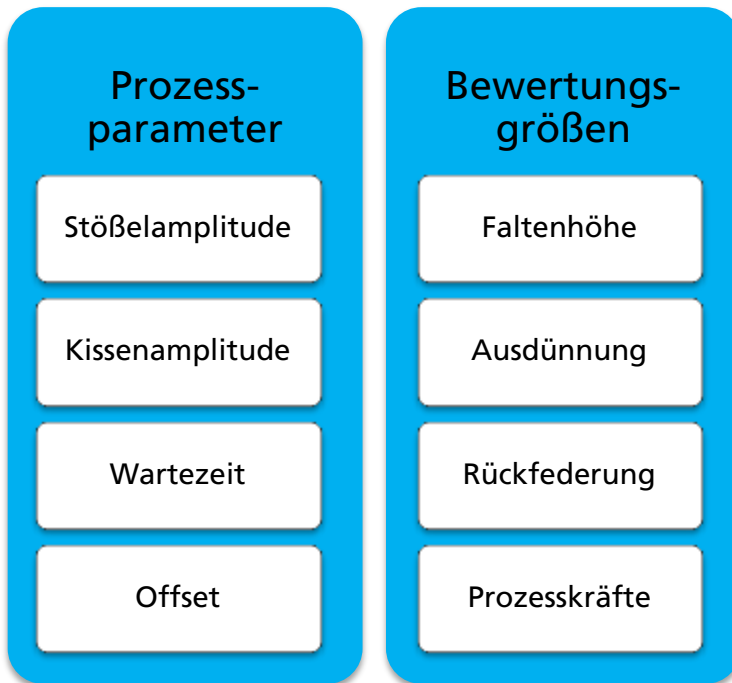 Prozess-
parameter
Stößelamplitude
Kissenamplitude
Wartezeit
Offset
Bewertungs-
größen
Faltenhöhe
Ausdünnung
Rückfederung
Prozesskräfte